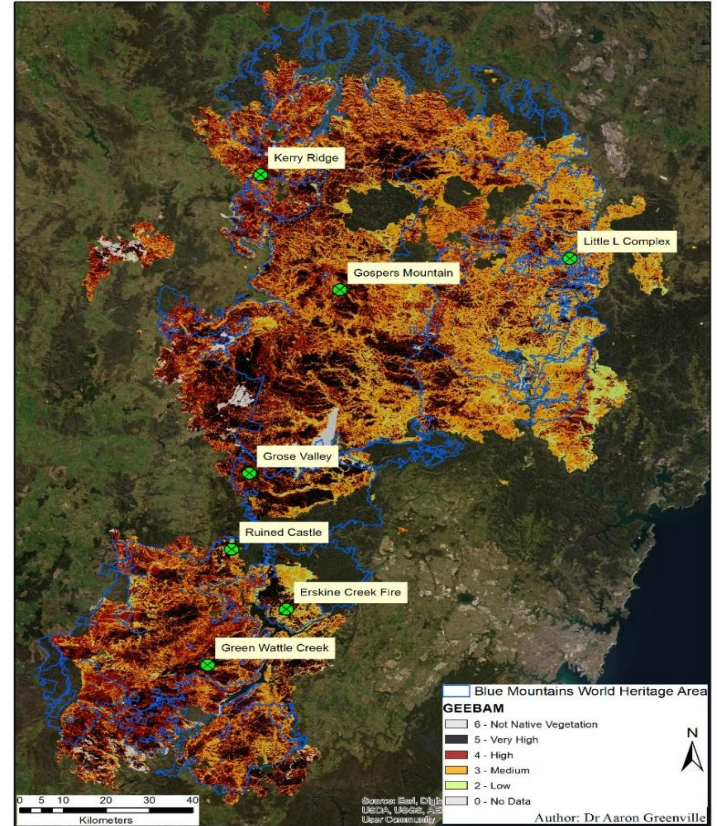 Kerry Ridge
Little L Complex
Gospers Mountain
Grose Valley
Ruined Castle
Erskine Creek Fire
Green Wattle Creek
Blue Mountains World Heritage Area
GEEBAM
6 - Not Native Vegetation
5 - Very High
4 - High
3 - Medium
2 - Low
0 - No Data
N
0 5 10 20 30 40
Kilometers
Source: Esri,
USDA, USGS,
User Community
Author: Dr Aaron Greenville